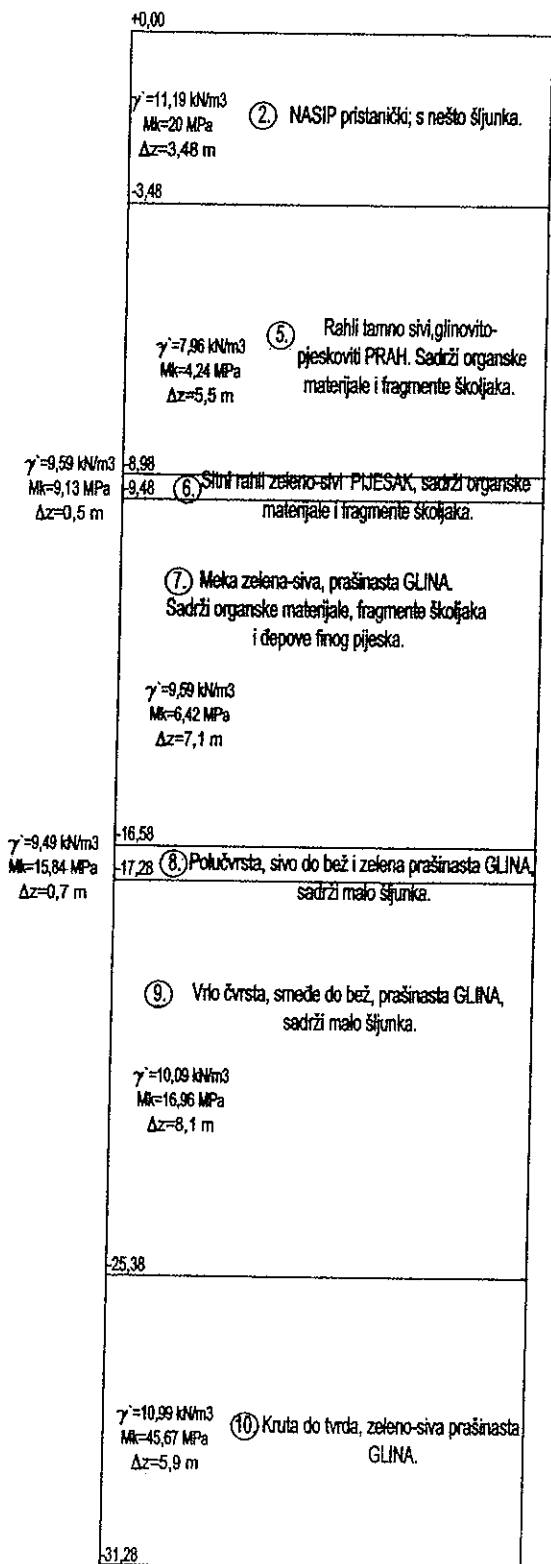 +0,00
γ`=11,19 kN/m3
Mk=20 MPa
Δz=3,48 m
2. NASIP pristanički; s nešto šljunka.
-3,48
5. Rahli tamno sivi,glinovito-
pjeskoviti PRAH. Sadrži organske
materijale i fragmente školjaka.
γ`=7,96 kN/m3
Mk=4,24 MPa
Δz=5,5 m
γ`=9,59 kN/m3
Mk=9,13 MPa
Δz=0,5 m
-8,98
-9,48
6. Sitni rahli zeleno-sivi PIJESAK, sadrži organske
materijale i fragmente školjaka.
7. Meka zelena-siva, prašinasta GLINA.
Sadrži organske materijale, fragmente školjaka
i depove finog pijeska.
γ`=9,59 kN/m3
Mk=6,42 MPa
Δz=7,1 m
-16,58
γ`=9,49 kN/m3
Mk=15,84 MPa
Δz=0,7 m
-17,28
8. Polučvrsta, sivo do bež i zelena prašinasta GLINA,
sadrži malo šljunka.
9. Vrlo čvrsta, smeđe do bež, prašinasta GLINA,
sadrži malo šljunka.
γ`=10,09 kN/m3
Mk=16,96 MPa
Δz=8,1 m
-25,38
γ`=10,99 kN/m3
Mk=45,67 MPa
Δz=5,9 m
10. Kruta do tvrda, zeleno-siva prašinasta
GLINA.
-31,28